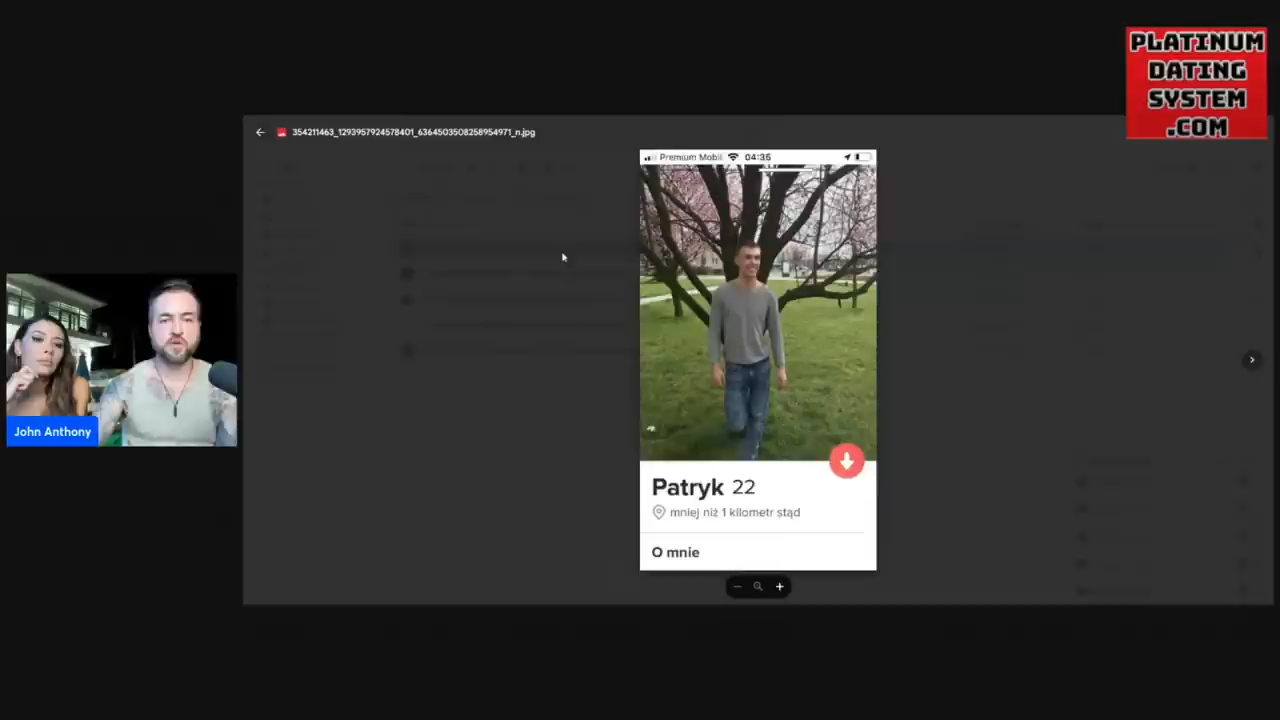 PLATINUM
DATING
SYSTEM
.COM
354211463_1293957924578401_6364503508258954971_n.jpg
Premium Mobil 04:35
Patryk 22
mniej niż 1 kilometr stąd
O mnie
John Anthony